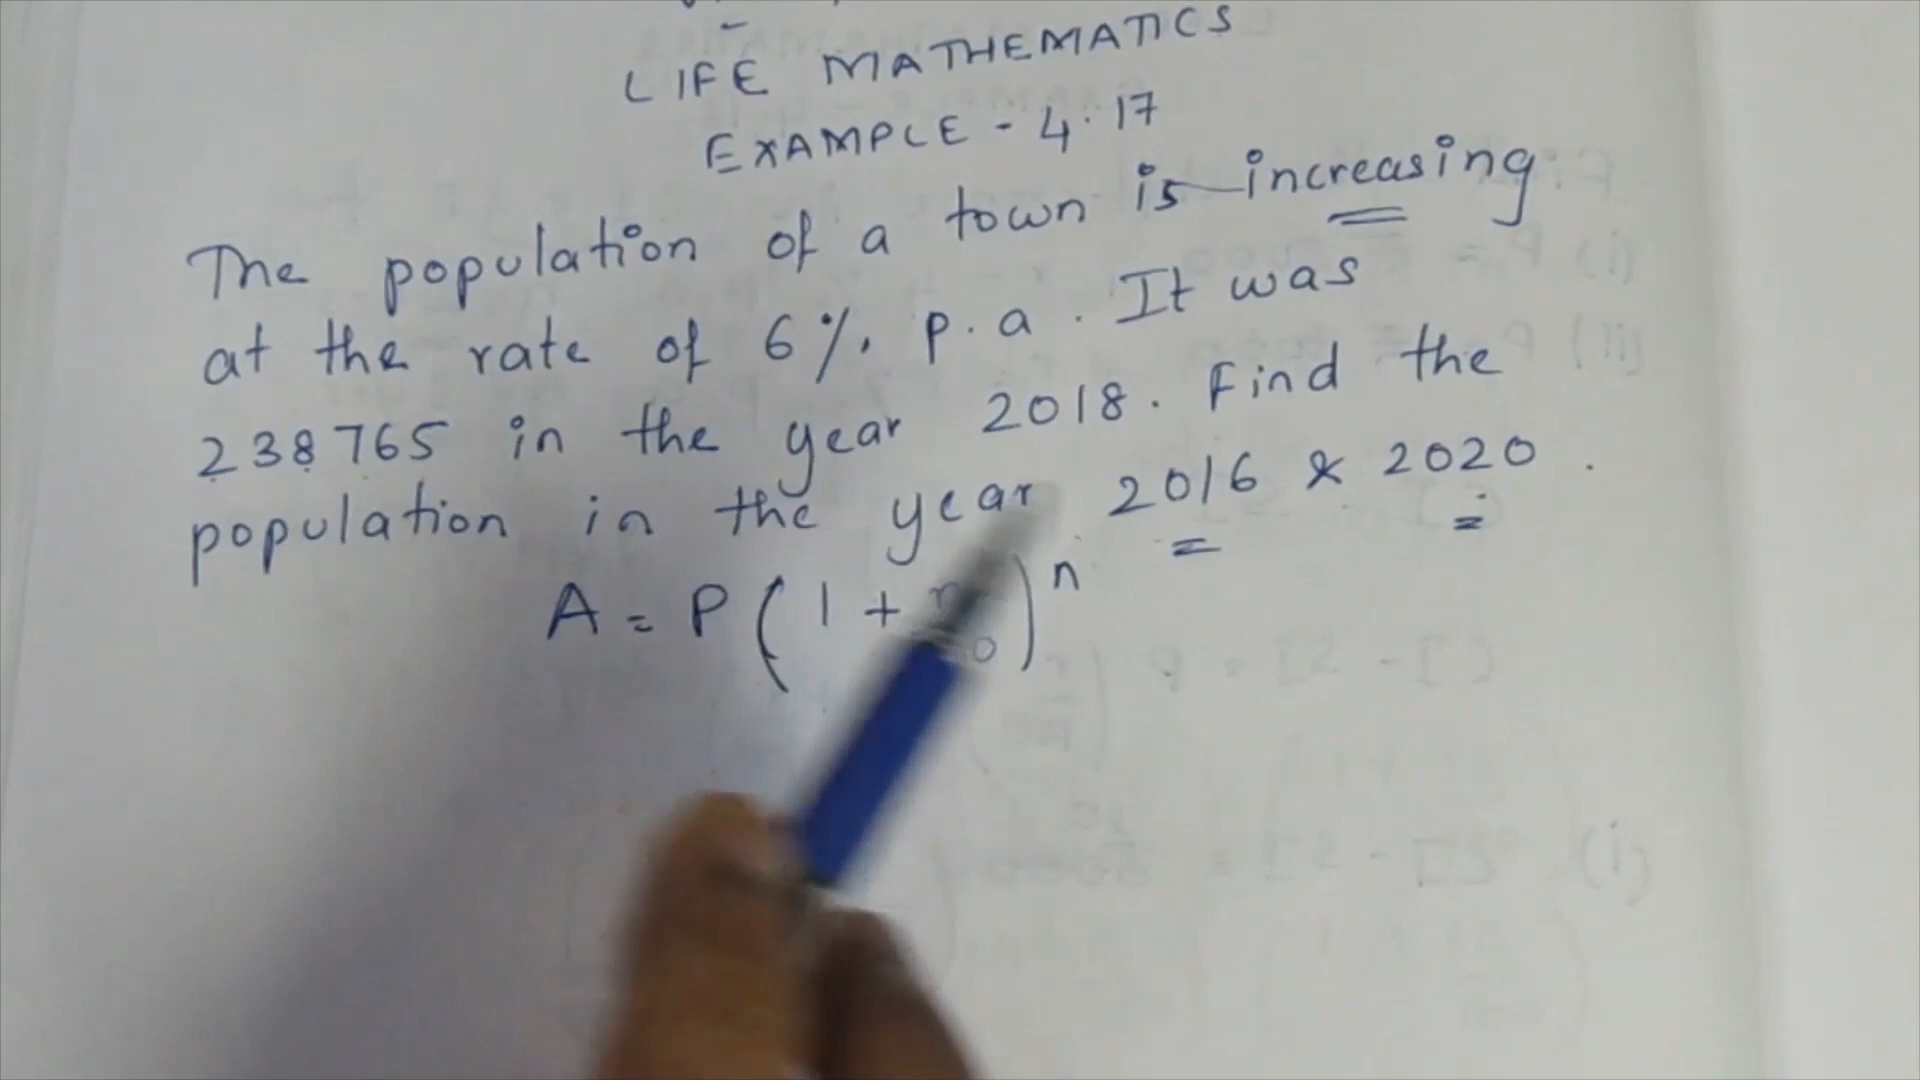 LIFE MATHEMATICS
EXAMPLE - 4.17
The population of a town is increasing
at the rate of 6% p.a. It was
238765 in the year 2018. Find the
population in the year 2016 & 2020.
A = P(1 + )n